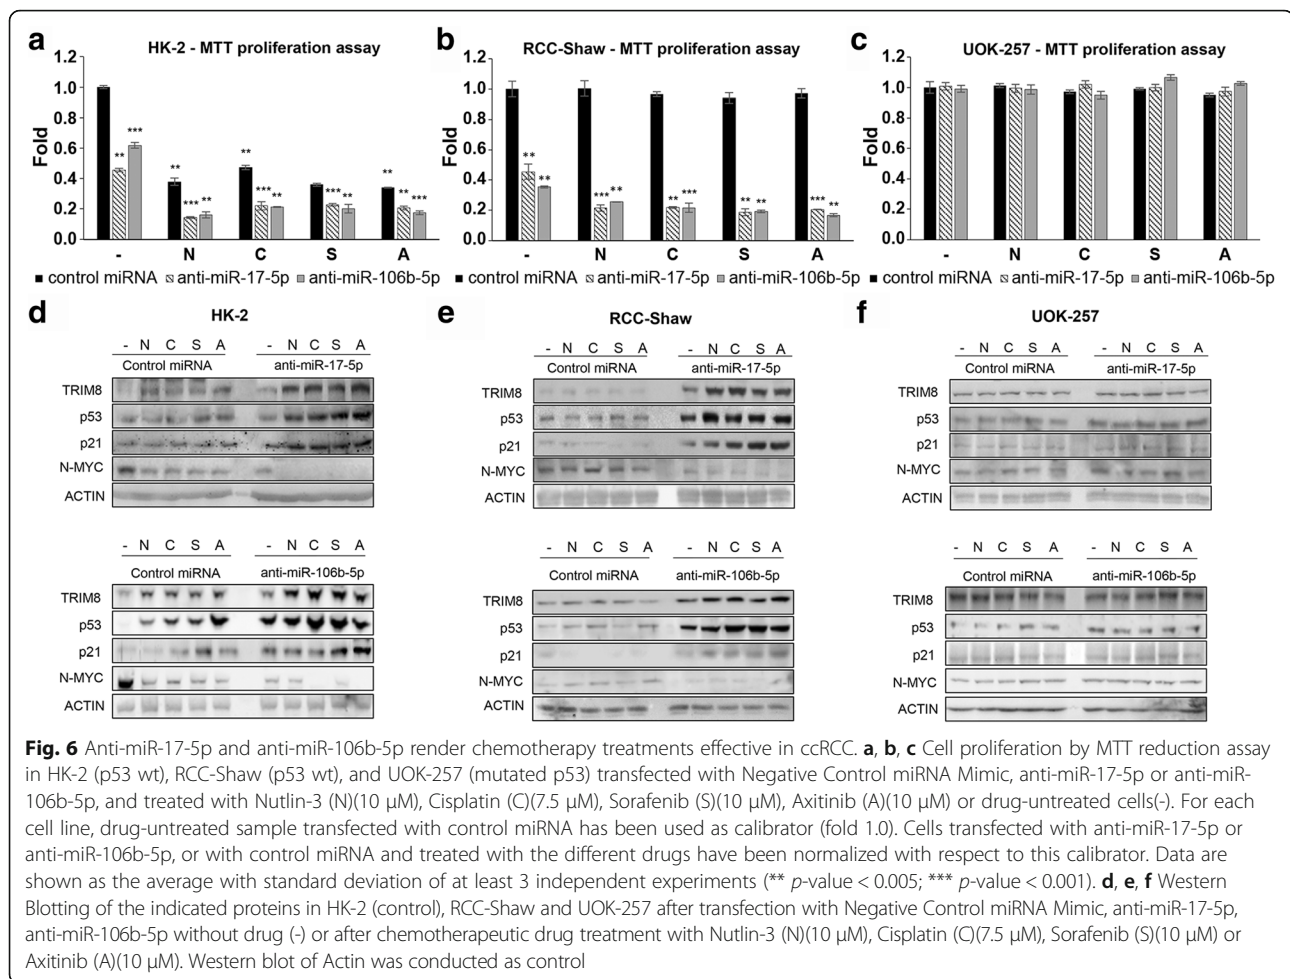 a
HK-2 - MTT proliferation assay
1.2
1.0
0.8
0.6
0.4
0.2
0.0
Fold
** *** ** *** ** ** *** ** *** ** ** ** ***
- N C S A
control miRNA anti-miR-17-5p anti-miR-106b-5p
b
RCC-Shaw - MTT proliferation assay
1.2
1.0
0.8
0.6
0.4
0.2
0.0
Fold
** ** *** ** ** *** ** ** *** **
- N C S A
control miRNA anti-miR-17-5p anti-miR-106b-5p
c
UOK-257 - MTT proliferation assay
1.2
1.0
0.8
0.6
0.4
0.2
0.0
Fold
- N C S A
control miRNA anti-miR-17-5p anti-miR-106b-5p
d
HK-2
- N C S A - N C S A
Control miRNA anti-miR-17-5p
TRIM8
p53
p21
N-MYC
ACTIN
- N C S A - N C S A
Control miRNA anti-miR-106b-5p
TRIM8
p53
p21
N-MYC
ACTIN
e
RCC-Shaw
- N C S A - N C S A
Control miRNA anti-miR-17-5p
TRIM8
p53
p21
N-MYC
ACTIN
- N C S A - N C S A
Control miRNA anti-miR-106b-5p
TRIM8
p53
p21
N-MYC
ACTIN
f
UOK-257
- N C S A - N C S A
Control miRNA anti-miR-17-5p
TRIM8
p53
p21
N-MYC
ACTIN
- N C S A - N C S A
Control miRNA anti-miR-106b-5p
TRIM8
p53
p21
N-MYC
ACTIN
Fig. 6 Anti-miR-17-5p and anti-miR-106b-5p render chemotherapy treatments effective in ccRCC. a, b, c Cell proliferation by MTT reduction assay
in HK-2 (p53 wt), RCC-Shaw (p53 wt), and UOK-257 (mutated p53) transfected with Negative Control miRNA Mimic, anti-miR-17-5p or anti-miR-
106b-5p, and treated with Nutlin-3 (N)(10 μM), Cisplatin (C)(7.5 μM), Sorafenib (S)(10 μM), Axitinib (A)(10 μM) or drug-untreated cells(-). For each
cell line, drug-untreated sample transfected with control miRNA has been used as calibrator (fold 1.0). Cells transfected with anti-miR-17-5p or
anti-miR-106b-5p, or with control miRNA and treated with the different drugs have been normalized with respect to this calibrator. Data are
shown as the average with standard deviation of at least 3 independent experiments (** p-value < 0.005; *** p-value < 0.001). d, e, f Western
Blotting of the indicated proteins in HK-2 (control), RCC-Shaw and UOK-257 after transfection with Negative Control miRNA Mimic, anti-miR-17-5p,
anti-miR-106b-5p without drug (-) or after chemotherapeutic drug treatment with Nutlin-3 (N)(10 μM), Cisplatin (C)(7.5 μM), Sorafenib (S)(10 μM) or
Axitinib (A)(10 μM). Western blot of Actin was conducted as control